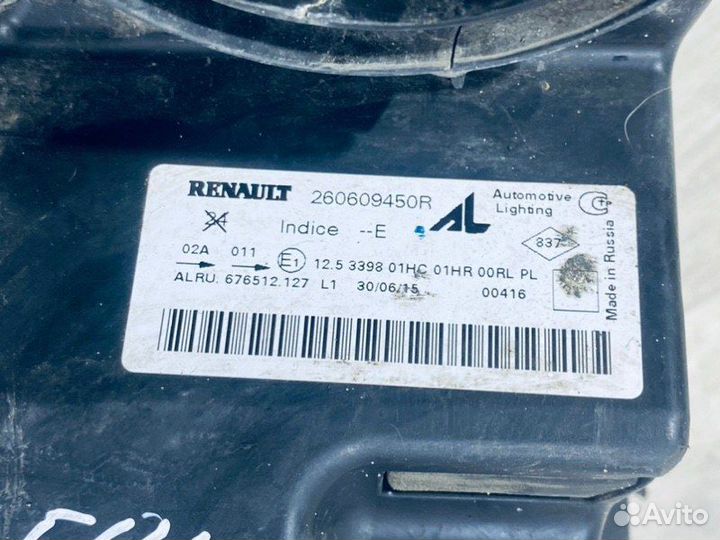 RENAULT 260609450R
Automotive
Lighting
34
Indice --E
AL
837
02A 011
E1 12.5 3398 01HC 01HR 00RL PL
ALRU. 676512.127 L1 30/06/15 00416
Made in Russia
Avito